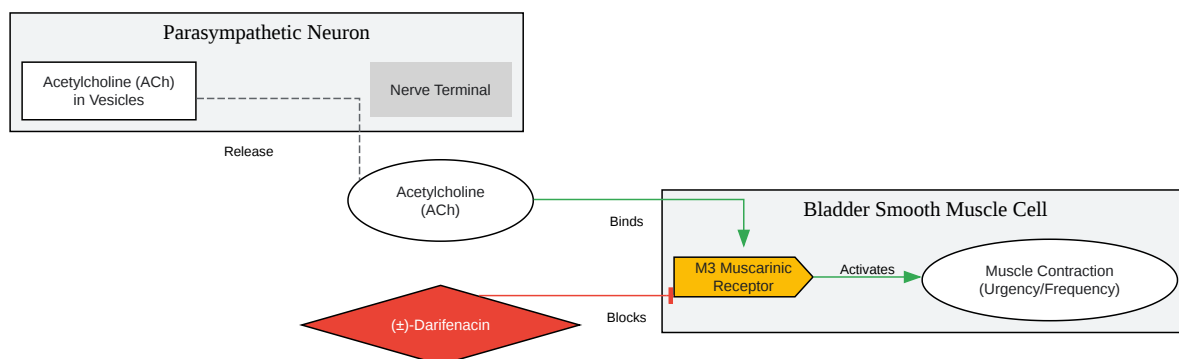 Parasympathetic Neuron
Acetylcholine (ACh)
in Vesicles
Nerve Terminal
Release
Acetylcholine
(ACh)
Binds
Bladder Smooth Muscle Cell
M3 Muscarinic
Receptor
Activates
Muscle Contraction
(Urgency/Frequency)
(±)-Darifenacin
Blocks